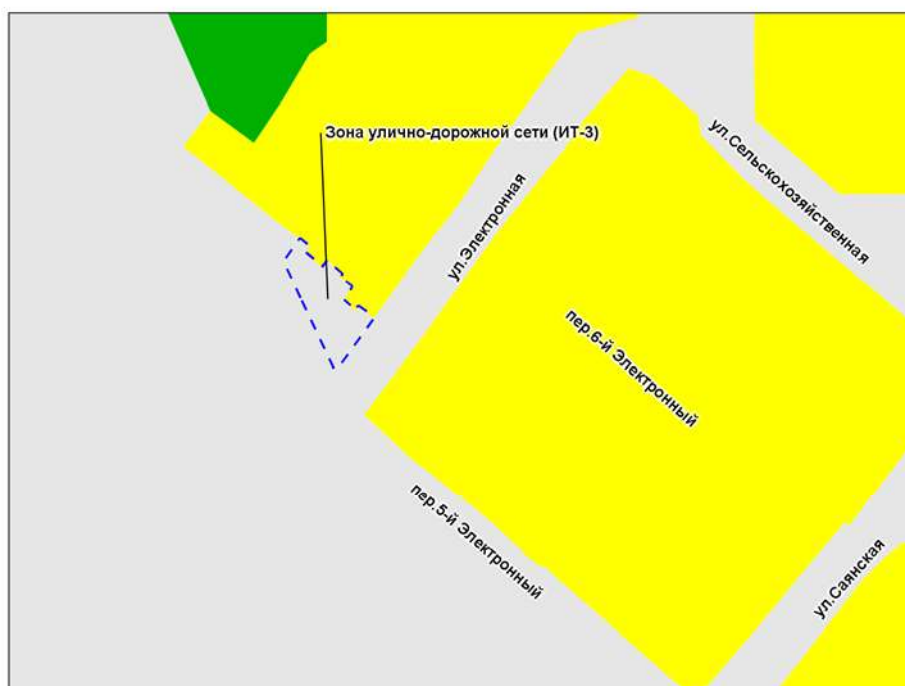 Зона улично-дорожной сети (ИТ-3)
ул.Сельскохозяйственная
ул.Электронная
пер.6-й Электронный
пер.5-й Электронный
ул.Саянская